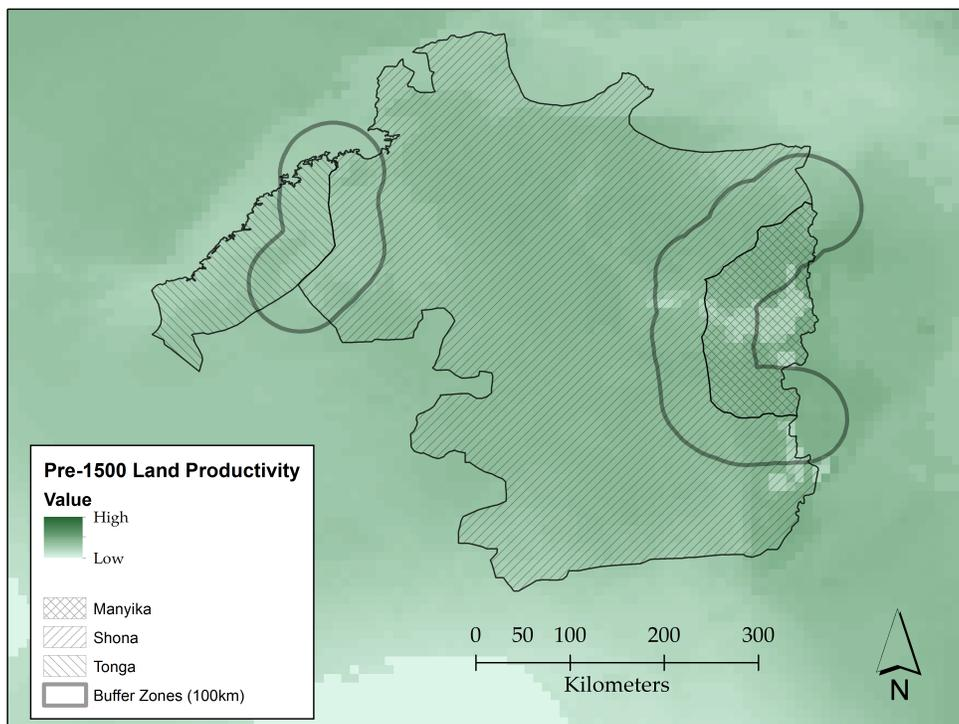 Pre-1500 Land Productivity
Value
High
Low
Manyika
Shona
Tonga
Buffer Zones (100km)
0 50 100 200 300
Kilometers
N